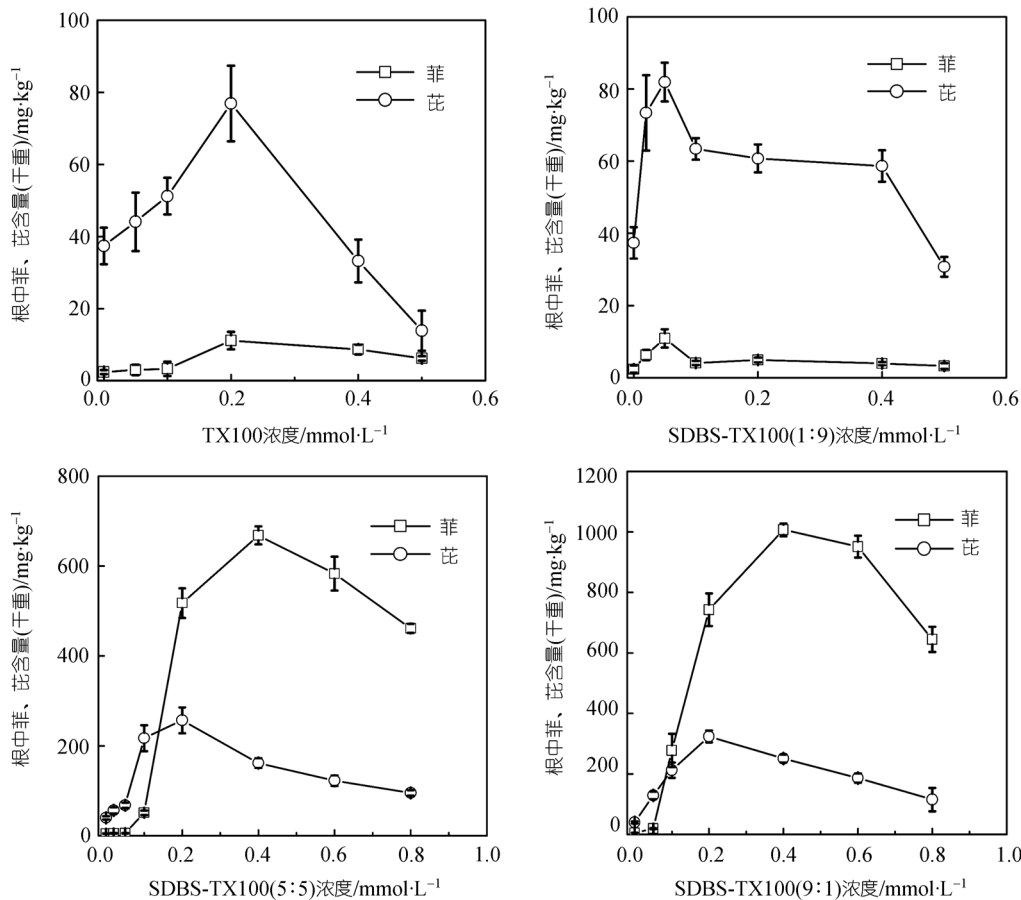 100
80
60
40
20
0
根中菲、芘含量(干重)/mg·kg⁻¹
菲
芘
0.0 0.2 0.4 0.6
TX100浓度/mmol·L⁻¹
100
80
60
40
20
0
根中菲、芘含量(干重)/mg·kg⁻¹
菲
芘
0.0 0.2 0.4 0.6
SDBS-TX100(1∶9)浓度/mmol·L⁻¹
800
600
400
200
0
根中菲、芘含量(干重)/mg·kg⁻¹
菲
芘
0.0 0.2 0.4 0.6 0.8 1.0
SDBS-TX100(5∶5)浓度/mmol·L⁻¹
1200
1000
800
600
400
200
0
根中菲、芘含量(干重)/mg·kg⁻¹
菲
芘
0.0 0.2 0.4 0.6 0.8 1.0
SDBS-TX100(9∶1)浓度/mmol·L⁻¹